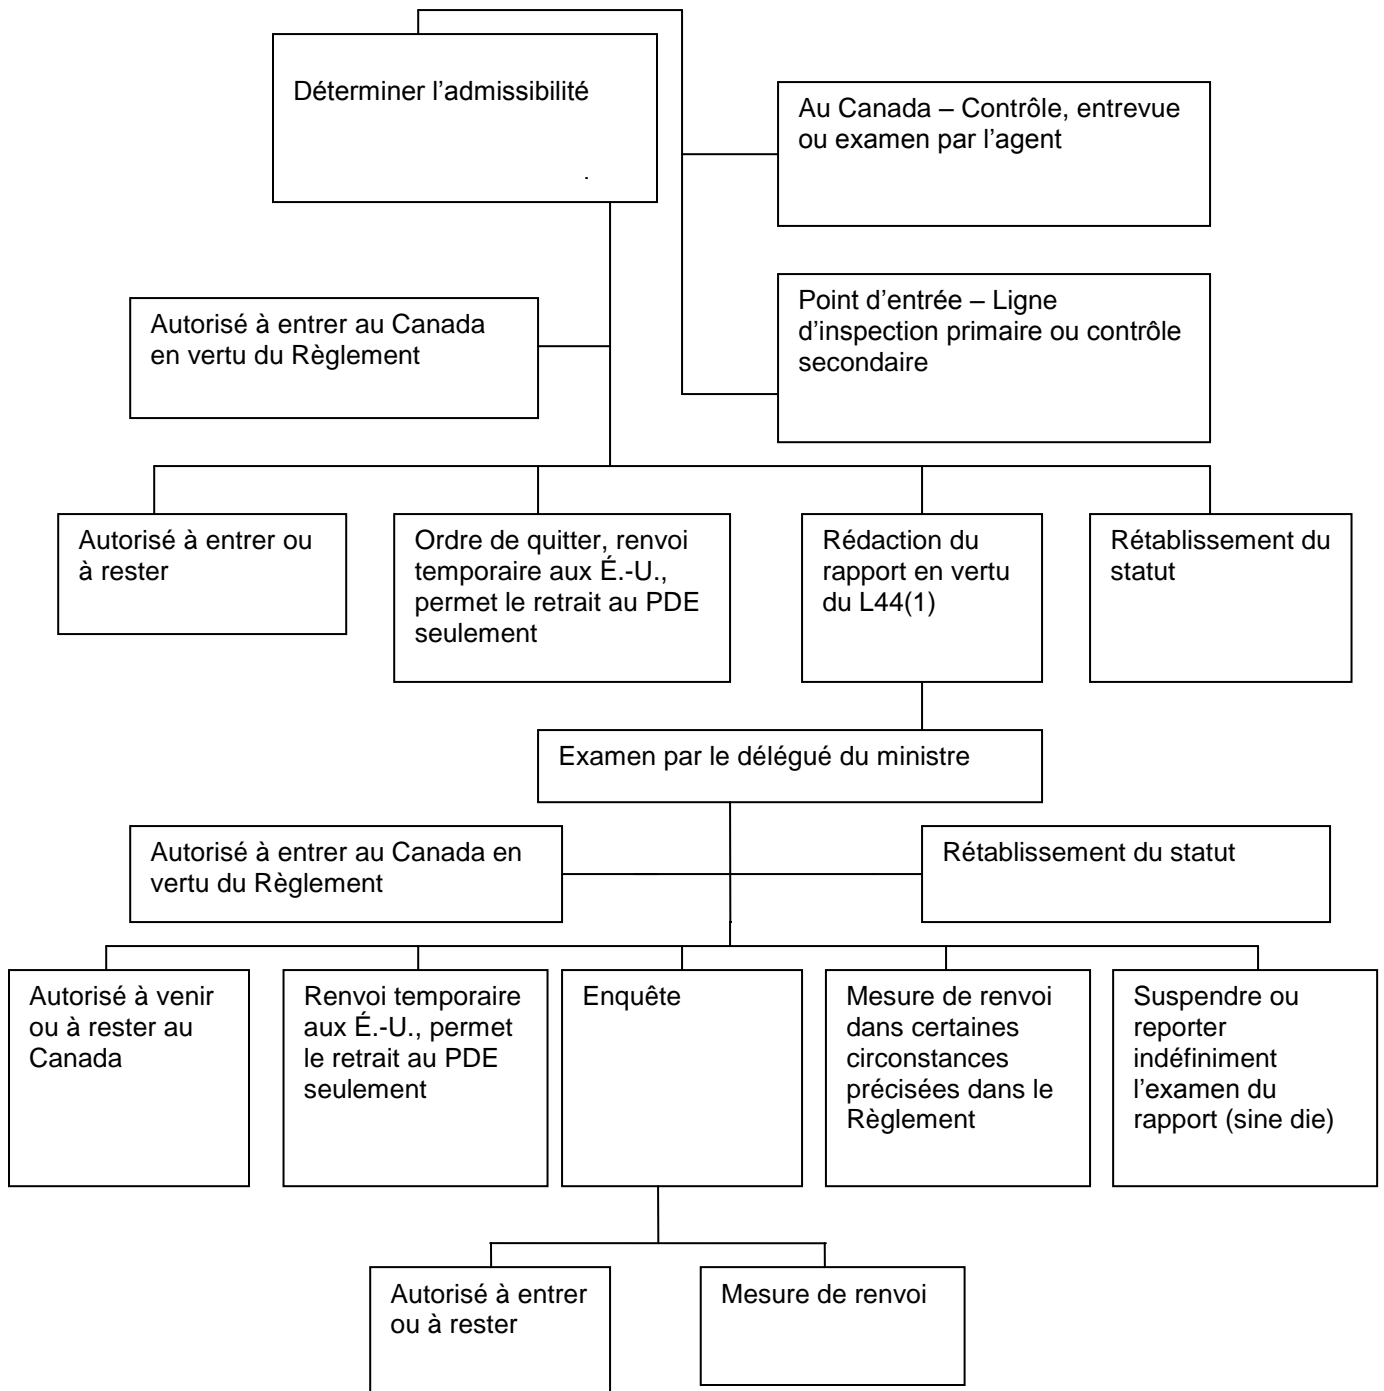 Déterminer l’admissibilité
.
Au Canada – Contrôle, entrevue
ou examen par l’agent
Point d’entrée – Ligne
d’inspection primaire ou contrôle
secondaire
Autorisé à entrer au Canada
en vertu du Règlement
Autorisé à entrer ou
à rester
Ordre de quitter, renvoi
temporaire aux É.-U.,
permet le retrait au PDE
seulement
Rédaction du
rapport en vertu
du L44(1)
Rétablissement du
statut
Examen par le délégué du ministre
Autorisé à entrer au Canada en
vertu du Règlement
Rétablissement du statut
Autorisé à venir
ou à rester au
Canada
Renvoi temporaire
aux É.-U., permet
le retrait au PDE
seulement
Enquête
Mesure de renvoi
dans certaines
circonstances
précisées dans le
Règlement
Suspendre ou
reporter
indéfiniment
l’examen du
rapport (sine die)
Autorisé à entrer
ou à rester
Mesure de renvoi